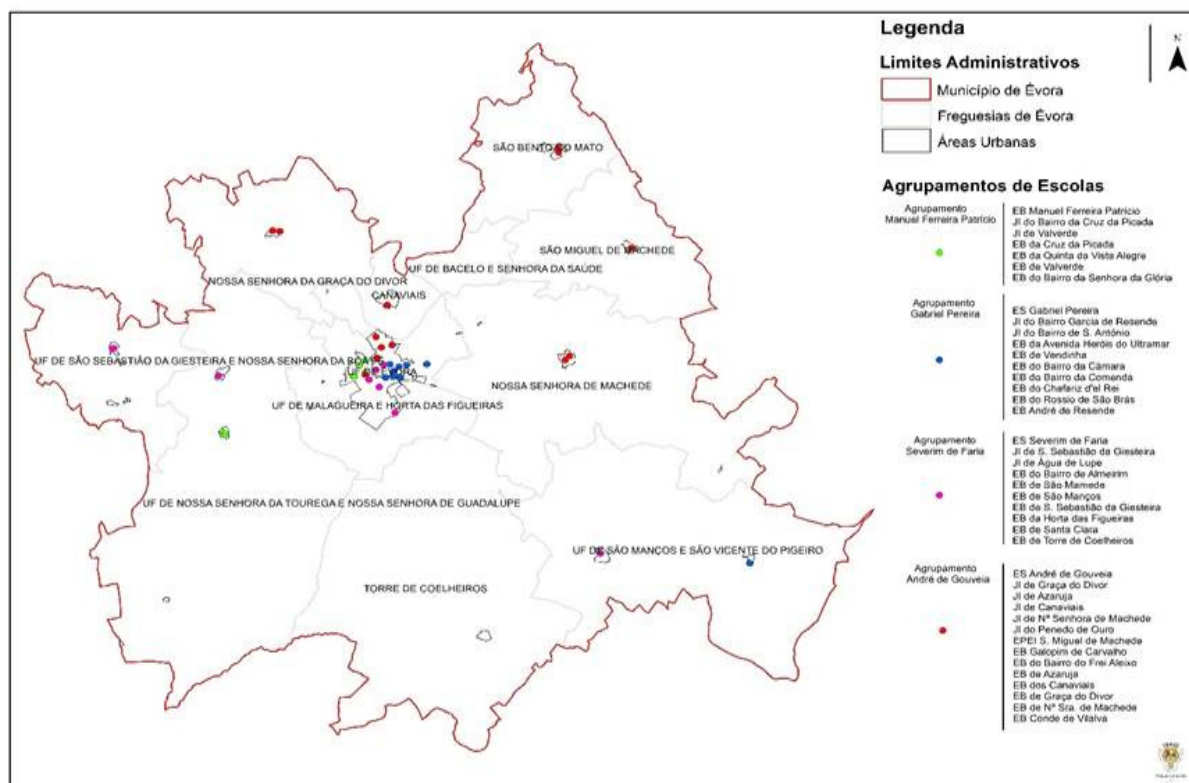 Legenda
N
Limites Administrativos
Município de Évora
Freguesias de Évora
Áreas Urbanas
Agrupamentos de Escolas
Agrupamento
Manuel Ferreira Patrício
EB Manuel Ferreira Patrício
JI do Bairro da Cruz da Picada
JI de Valverde
EB da Cruz da Picada
EB da Quinta da Vista Alegre
EB de Valverde
EB do Bairro da Senhora da Glória
Agrupamento
Gabriel Pereira
ES Gabriel Pereira
JI do Bairro Garcia de Resende
JI do Bairro de S. António
EB da Avenida Heróis do Ultramar
EB de Vendinha
EB do Bairro da Câmara
EB do Bairro da Comenda
EB do Chafariz d'el Rei
EB do Rossio de São Brás
EB André de Resende
Agrupamento
Severim de Faria
ES Severim de Faria
JI de S. Sebastião da Giesteira
JI de Água de Lupe
EB do Bairro de Almeirim
EB de São Mamede
EB de São Manços
EB de S. Sebastião da Giesteira
EB da Horta das Figueiras
EB de Santa Clara
EB de Torre de Coelheiros
Agrupamento
André de Gouveia
ES André de Gouveia
JI de Graça do Divor
JI de Azaruja
JI de Canaviais
JI de Nª Senhora de Machede
JI do Penedo de Ouro
EPEI S. Miguel de Machede
EB Galopim de Carvalho
EB do Bairro do Frei Aleixo
EB de Azaruja
EB dos Canaviais
EB de Graça do Divor
EB de Nª Sra. de Machede
EB Conde de Vilalva
SÃO BENTO DO MATO
SÃO MIGUEL DE MACHEDE
UF DE BACELO E SENHORA DA SAÚDE
NOSSA SENHORA DA GRAÇA DO DIVOR
CANAVIAIS
UF DE SÃO SEBASTIÃO DA GIESTEIRA E NOSSA SENHORA DA BOA
NOSSA SENHORA DE MACHEDE
UF DE MALAGUEIRA E HORTA DAS FIGUEIRAS
UF DE NOSSA SENHORA DA TOUREGA E NOSSA SENHORA DE GUADALUPE
UF DE SÃO MANÇOS E SÃO VICENTE DO PIGEIRO
TORRE DE COELHEIROS